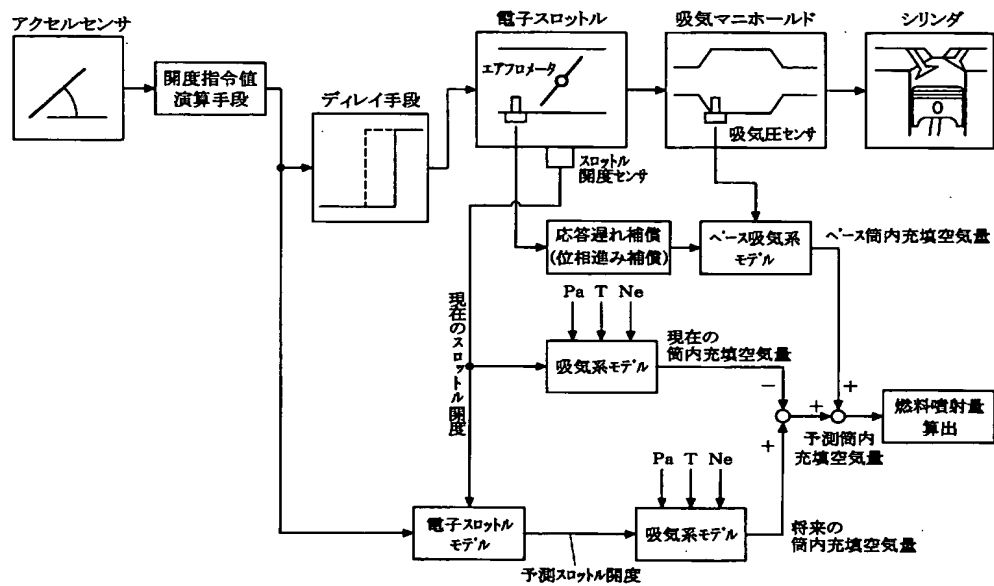 アクセルセンサ
開度指令値
演算手段
ディレイ手段
電子スロットル
エアフロメータ
スロットル
開度センサ
吸気マニホールド
吸気圧センサ
シリンダ
応答遅れ補償
(位相進み補償)
ベース吸気系
モデル
ベース筒内充填空気量
現在のスロットル開度
Pa T Ne
吸気系モデル
現在の
筒内充填空気量
−
+
+
+
予測筒内
充填空気量
燃料噴射量
算出
Pa T Ne
電子スロットル
モデル
予測スロットル開度
吸気系モデル
将来の
筒内充填空気量